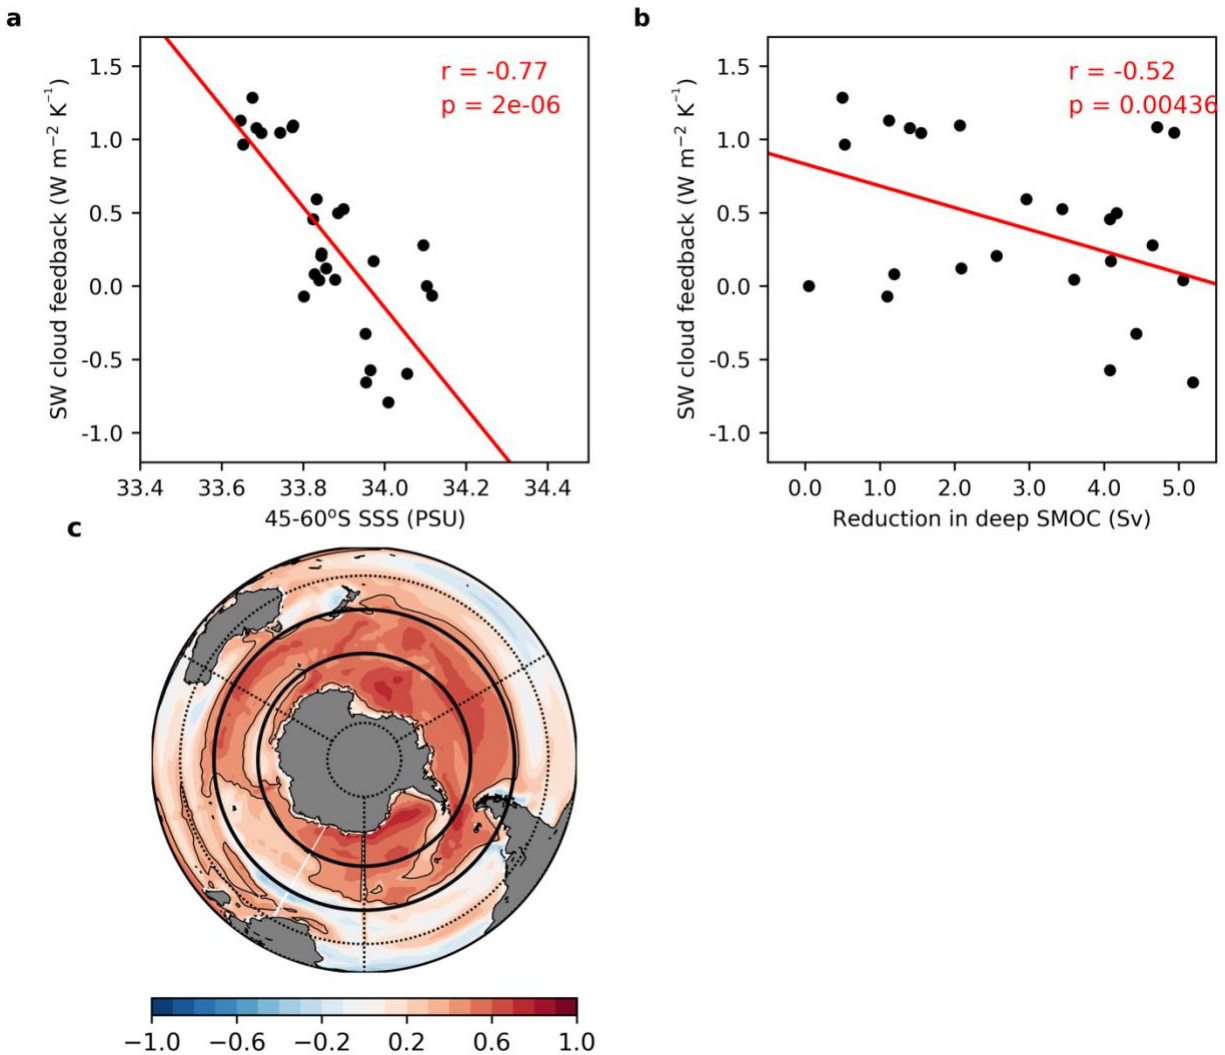 a
SW cloud feedback (W m⁻² K⁻¹)
1.5
1.0
0.5
0.0
-0.5
-1.0
r = -0.77
p = 2e-06
33.4 33.6 33.8 34.0 34.2 34.4
45-60°S SSS (PSU)
b
SW cloud feedback (W m⁻² K⁻¹)
1.5
1.0
0.5
0.0
-0.5
-1.0
r = -0.52
p = 0.00436
0.0 1.0 2.0 3.0 4.0 5.0
Reduction in deep SMOC (Sv)
c
−1.0 −0.6 −0.2 0.2 0.6 1.0